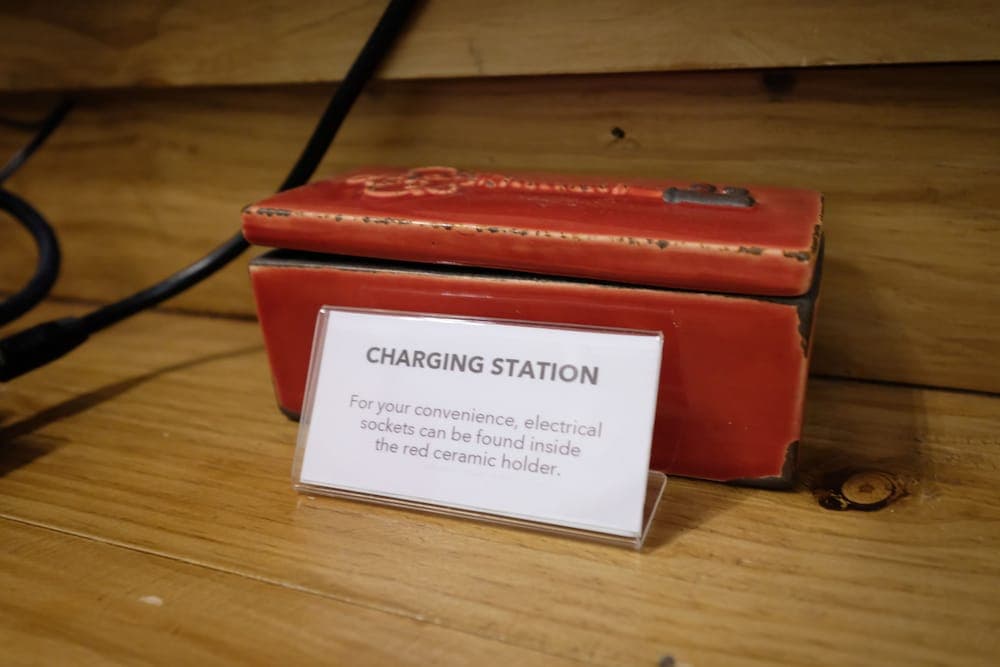 CHARGING STATION
For your convenience, electrical
sockets can be found inside
the red ceramic holder.